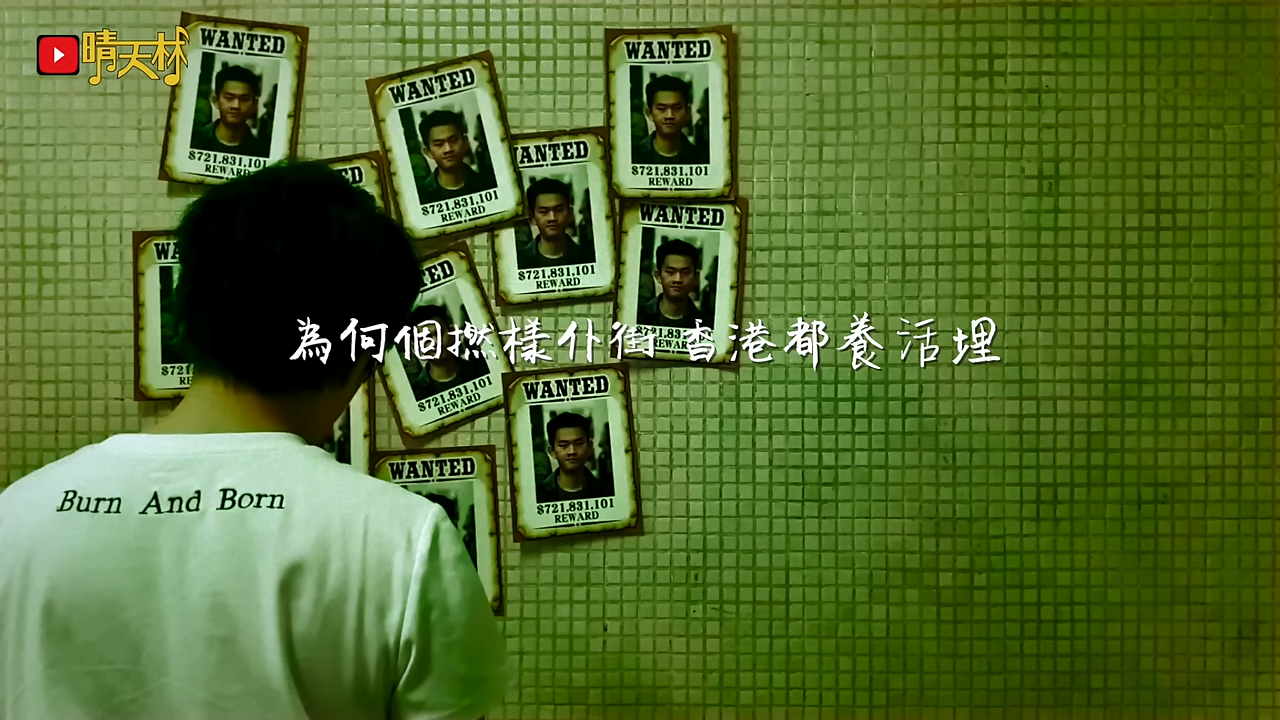 晴天林
WANTED
$721,831,101
REWARD
WANTED
$721,831,101
REWARD
WANTED
$721,831,101
REWARD
ANTED
$721,831,101
REWARD
WANTED
REWARD
$721,831,101
REWARD
為何個撚樣仆街 香港都養活埋
WANTED
$721,831,101
REWARD
WANTED
Burn And Born